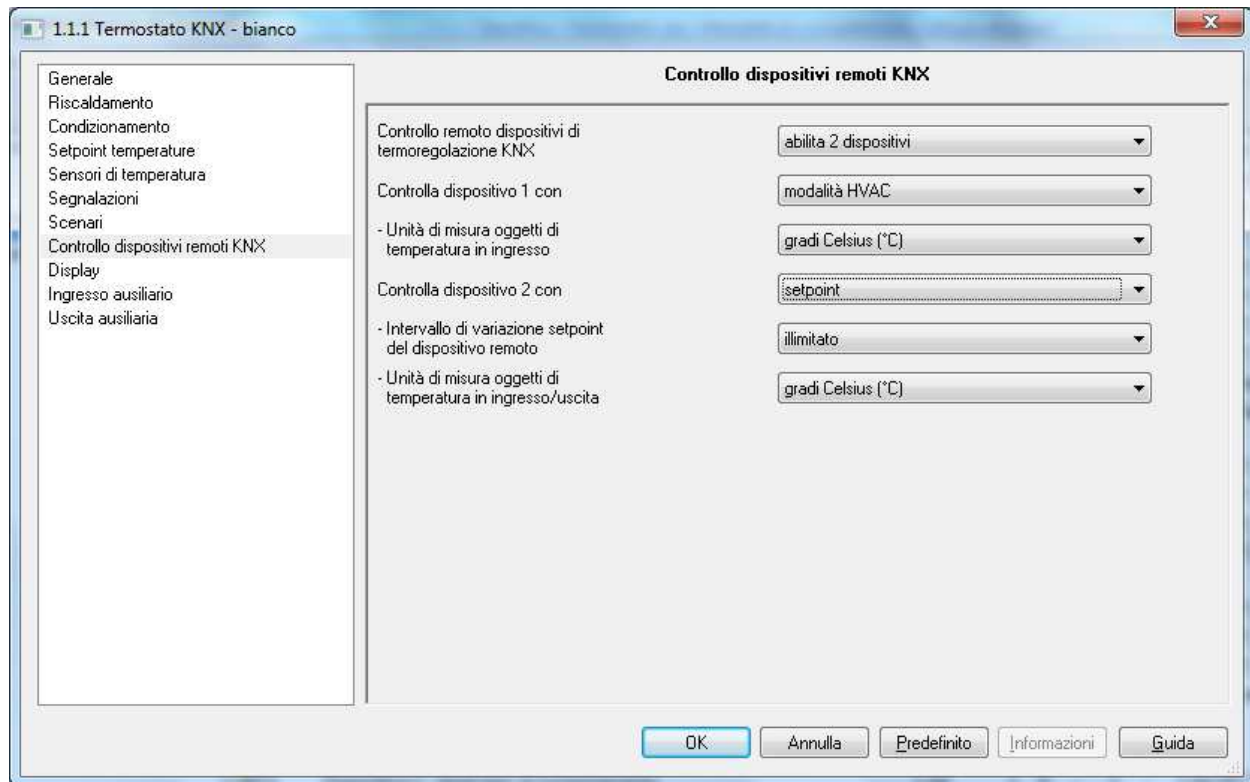 1.1.1 Termostato KNX - bianco
Generale
Riscaldamento
Condizionamento
Setpoint temperature
Sensori di temperatura
Segnalazioni
Scenari
Controllo dispositivi remoti KNX
Display
Ingresso ausiliario
Uscita ausiliaria
Controllo dispositivi remoti KNX
Controllo remoto dispositivi di
termoregolazione KNX
abilita 2 dispositivi
Controlla dispositivo 1 con
modalità HVAC
- Unità di misura oggetti di
temperatura in ingresso
gradi Celsius (°C)
Controlla dispositivo 2 con
setpoint
- Intervallo di variazione setpoint
del dispositivo remoto
illimitato
- Unità di misura oggetti di
temperatura in ingresso/uscita
gradi Celsius (°C)
OK
Annulla
Predefinito
Informazioni
Guida